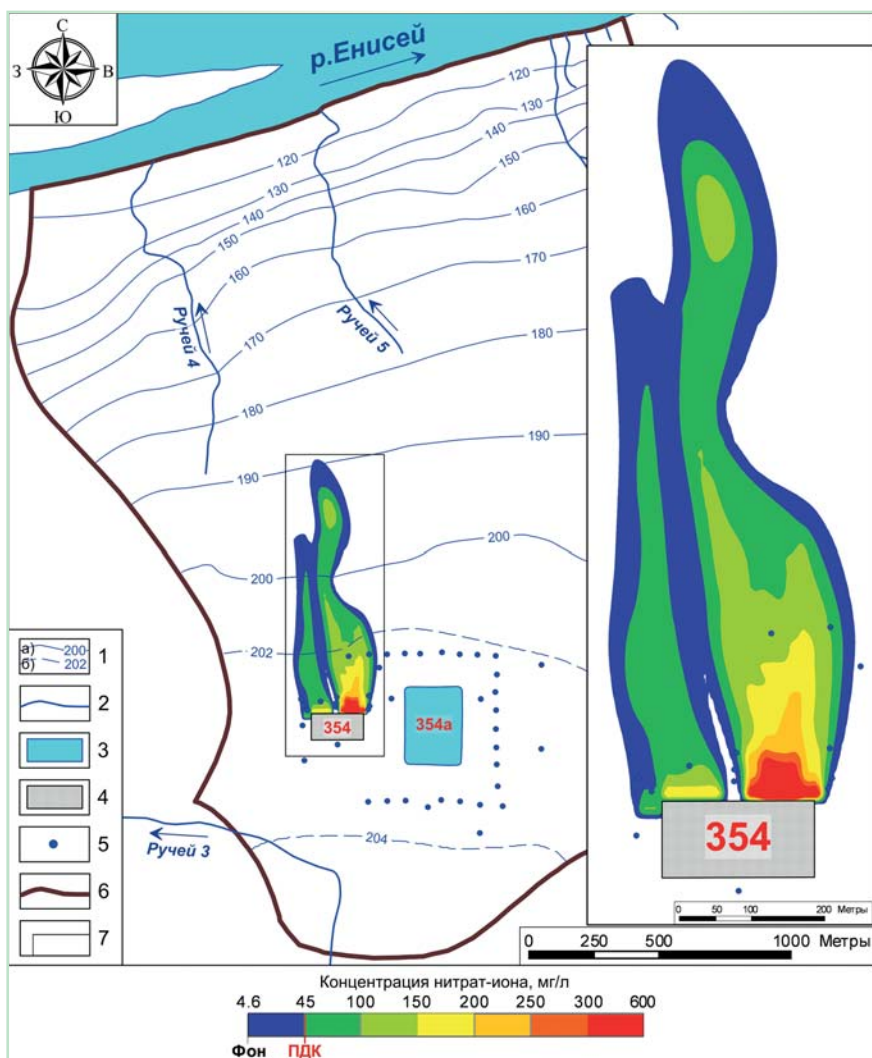 С
З
В
Ю
р.Енисей
120
120
130
130
140
140
150
150
160
160
170
170
180
180
190
190
200
200
202
204
Ручей 4
Ручей 5
Ручей 3
354
354а
354
а) 200 1
б) 202
2
3
4
5
6
7
0 50 100 200 Метры
0 250 500 1000 Метры
Концентрация нитрат-иона, мг/л
4.6 45 100 150 200 250 300 600
Фон ПДК